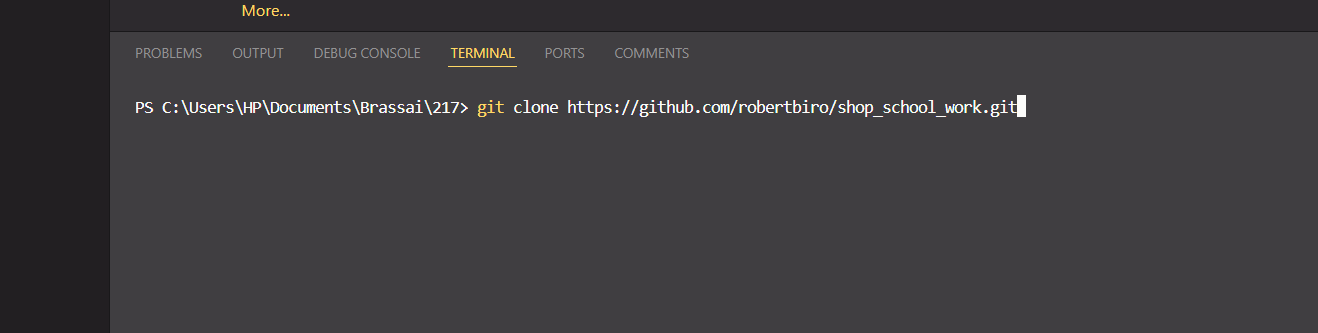 More...
PROBLEMS OUTPUT DEBUG CONSOLE TERMINAL PORTS COMMENTS
PS C:\Users\HP\Documents\Brassai\217> git clone https://github.com/robertbiro/shop_school_work.git